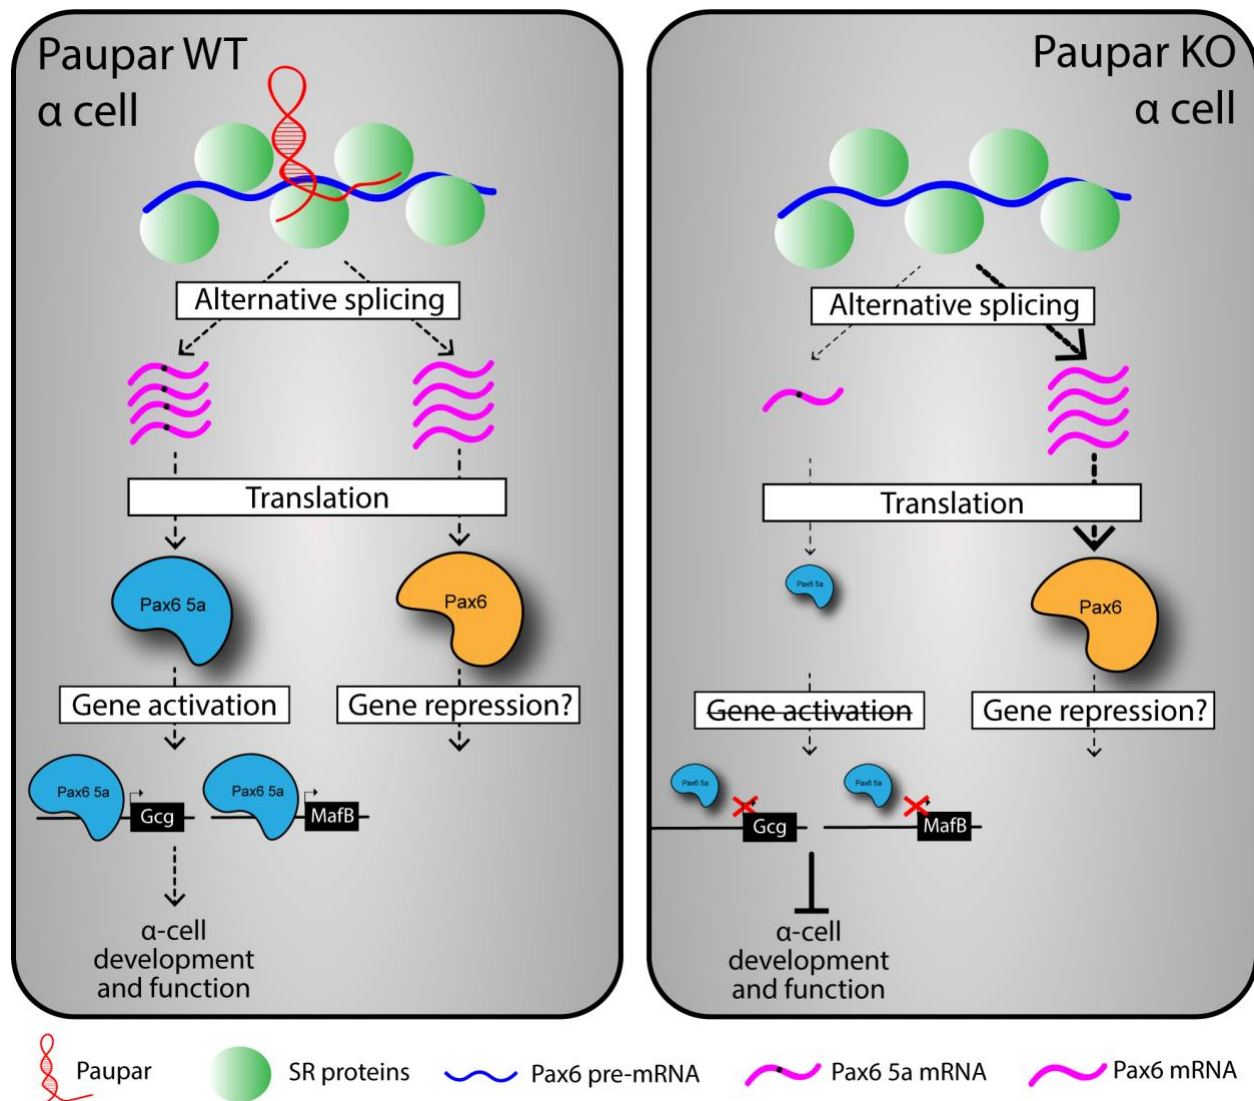 Paupar WT
α cell
Alternative splicing
Translation
Pax6 5a
Pax6
Gene activation
Gene repression?
Pax6 5a
Pax6 5a
Gcg
MafB
α-cell
development
and function
Paupar KO
α cell
Alternative splicing
Translation
Pax6 5a
Pax6
Gene activation
Gene repression?
Pax6 5a
Pax6 5a
Gcg
MafB
α-cell
development
and function
Paupar
SR proteins
Pax6 pre-mRNA
Pax6 5a mRNA
Pax6 mRNA